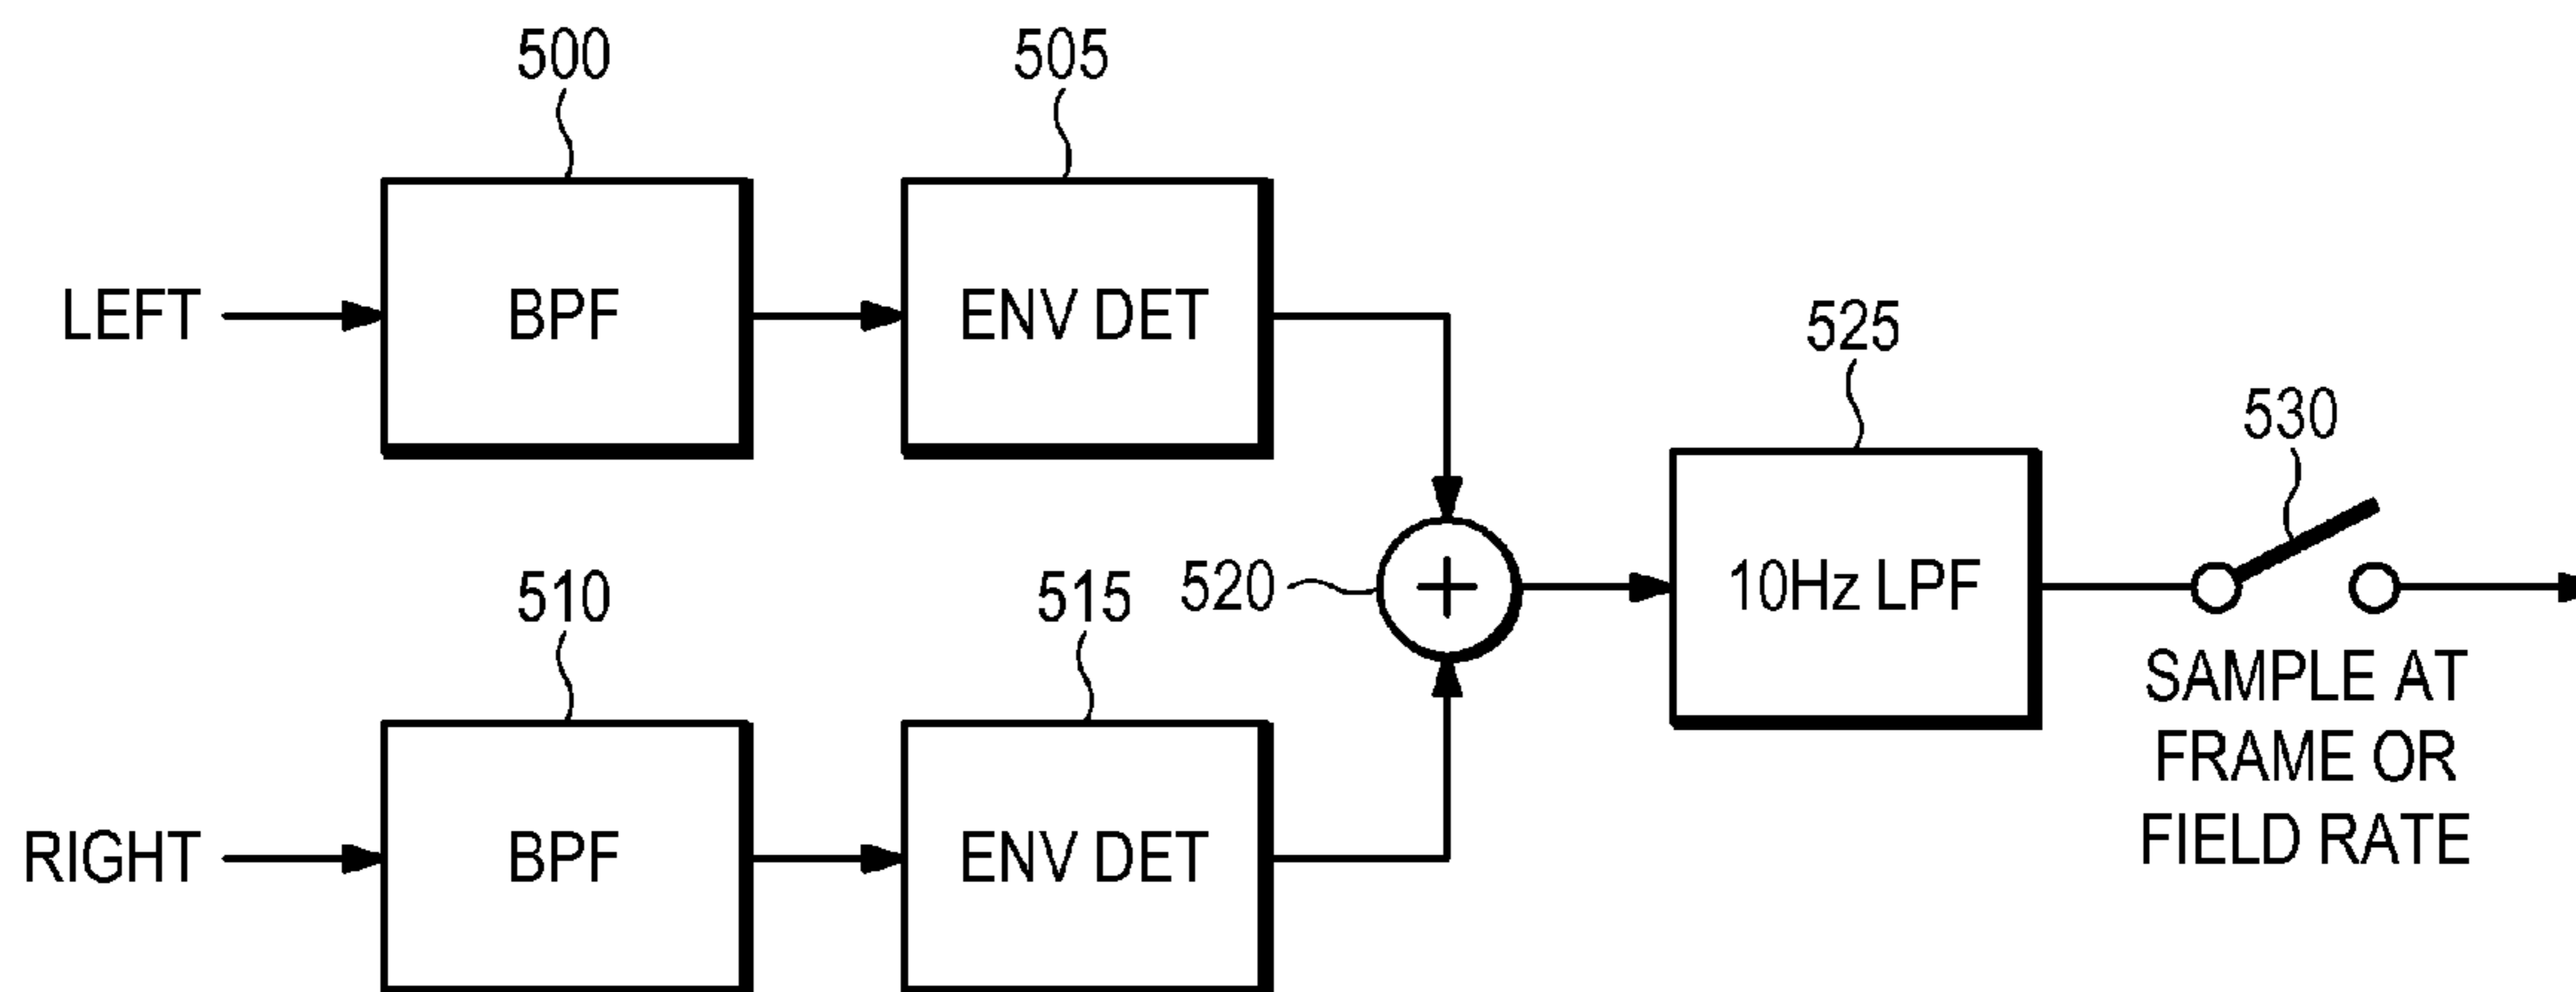 500
505
LEFT
BPF
ENV DET
525
530
510
515
520
+
10Hz LPF
SAMPLE AT
FRAME OR
FIELD RATE
RIGHT
BPF
ENV DET